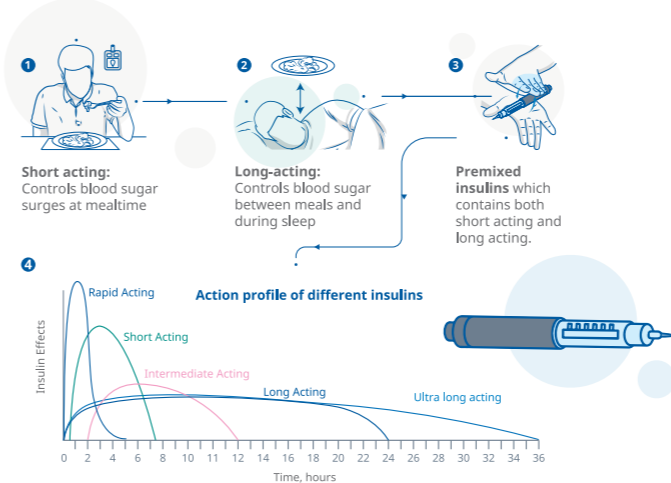 1
2
3
Short acting:
Controls blood sugar
surges at mealtime
Long-acting:
Controls blood sugar
between meals and
during sleep
Premixed
insulins which
contains both
short acting and
long acting.
4
Action profile of different insulins
Insulin Effects
Rapid Acting
Short Acting
Intermediate Acting
Long Acting
Ultra long acting
0 2 4 6 8 10 12 14 16 18 20 22 24 26 28 30 32 34 36
Time, hours